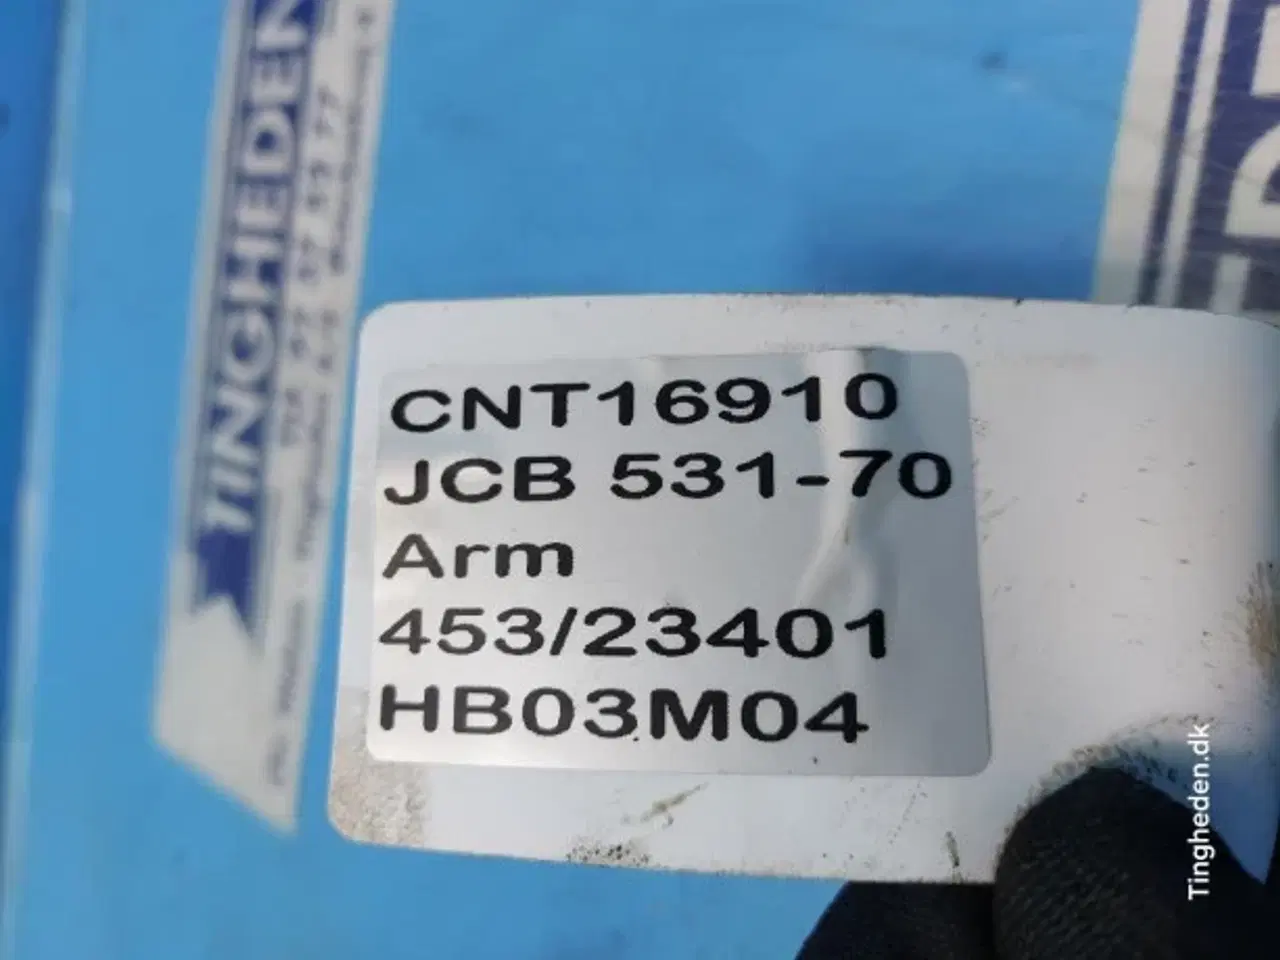 TINGHEDEN
CNT16910
JCB 531-70
Arm
453/23401
HB03M04
Tingheden.dk